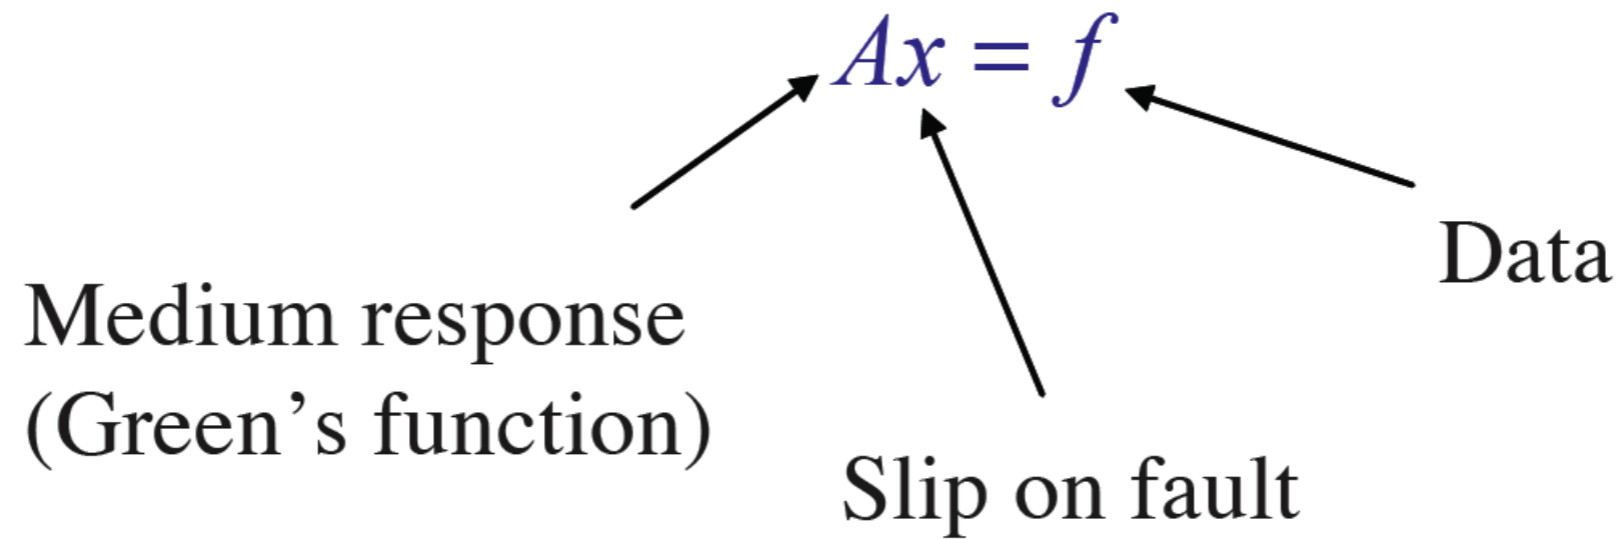 Ax = f
Data
Medium response
(Green’s function)
Slip on fault